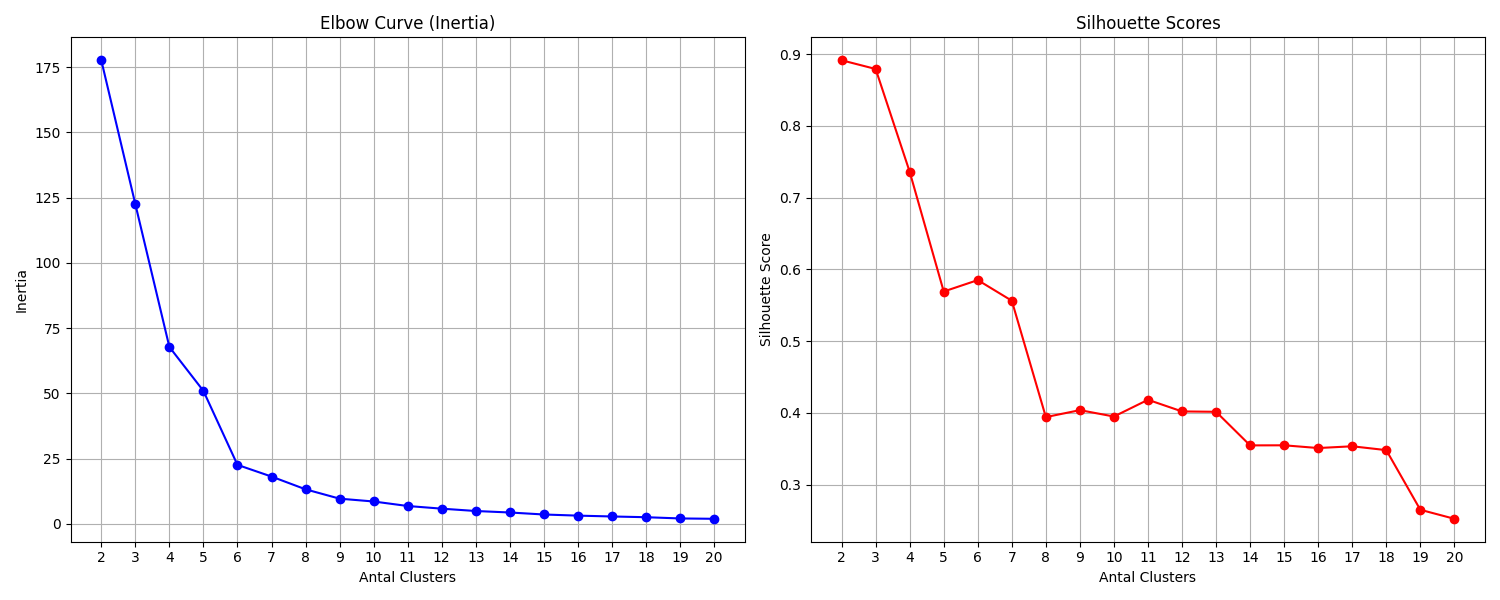 Elbow Curve (Inertia)
175
150
125
100
75
50
25
0
Inertia
2 3 4 5 6 7 8 9 10 11 12 13 14 15 16 17 18 19 20
Antal Clusters
Silhouette Scores
0.9
0.8
0.7
0.6
0.5
0.4
0.3
Silhouette Score
2 3 4 5 6 7 8 9 10 11 12 13 14 15 16 17 18 19 20
Antal Clusters